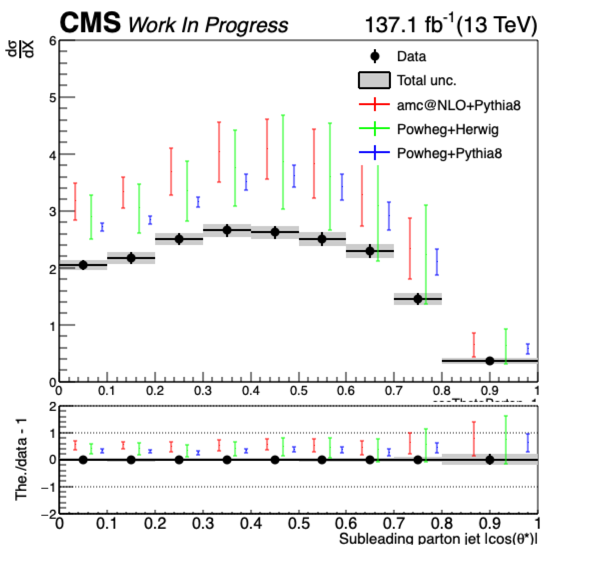 CMS Work In Progress 137.1 fb⁻¹(13 TeV)
dσ
dX
6
5
4
3
2
1
0
Data
Total unc.
amc@NLO+Pythia8
Powheg+Herwig
Powheg+Pythia8
0 0.1 0.2 0.3 0.4 0.5 0.6 0.7 0.8 0.9 1
The./data - 1
2
1
0
−1
−2
0 0.1 0.2 0.3 0.4 0.5 0.6 0.7 0.8 0.9 1
Subleading parton jet |cos(θ*)|